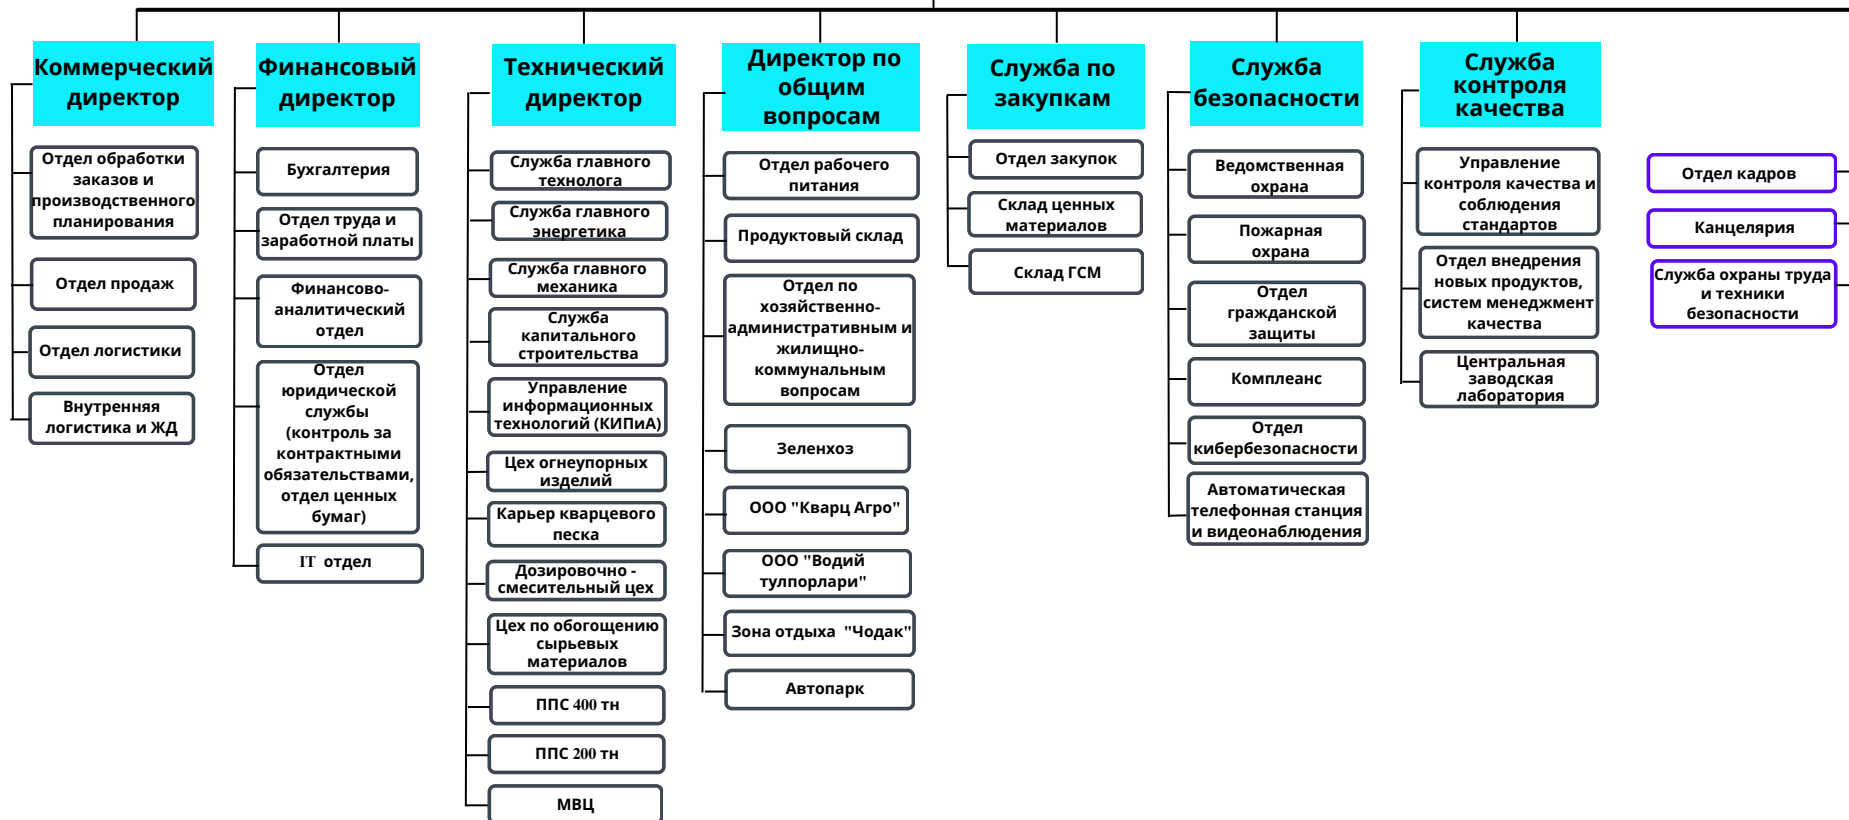 Коммерческий
директор
Отдел обработки
заказов и
производственного
планирования
Отдел продаж
Отдел логистики
Внутренняя
логистика и ЖД
Финансовый
директор
Бухгалтерия
Отдел труда и
заработной платы
Финансово-
аналитический
отдел
Отдел
юридической
службы
(контроль за
контрактными
обязательствами,
отдел ценных
бумаг)
IT отдел
Технический
директор
Служба главного
технолога
Служба главного
энергетика
Служба главного
механика
Служба
капитального
строительства
Управление
информационных
технологий (КИПиА)
Цех огнеупорных
изделий
Карьер кварцевого
песка
Дозировочно -
смесительный цех
Цех по обогощению
сырьевых
материалов
ППС 400 тн
ППС 200 тн
МВЦ
Директор по
общим
вопросам
Отдел рабочего
питания
Продуктовый склад
Отдел по
хозяйственно-
административным и
жилищно-
коммунальным
вопросам
Зеленхоз
ООО "Кварц Агро"
ООО "Водий
тулпорлари"
Зона отдыха "Чодак"
Автопарк
Служба по
закупкам
Отдел закупок
Склад ценных
материалов
Склад ГСМ
Служба
безопасности
Ведомственная
охрана
Пожарная
охрана
Отдел
гражданской
защиты
Комплеанс
Отдел
кибербезопасности
Автоматическая
телефонная станция
и видеонаблюдения
Служба
контроля
качества
Управление
контроля качества и
соблюдения
стандартов
Отдел внедрения
новых продуктов,
систем менеджмент
качества
Центральная
заводская
лаборатория
Отдел кадров
Канцелярия
Служба охраны труда
и техники
безопасности